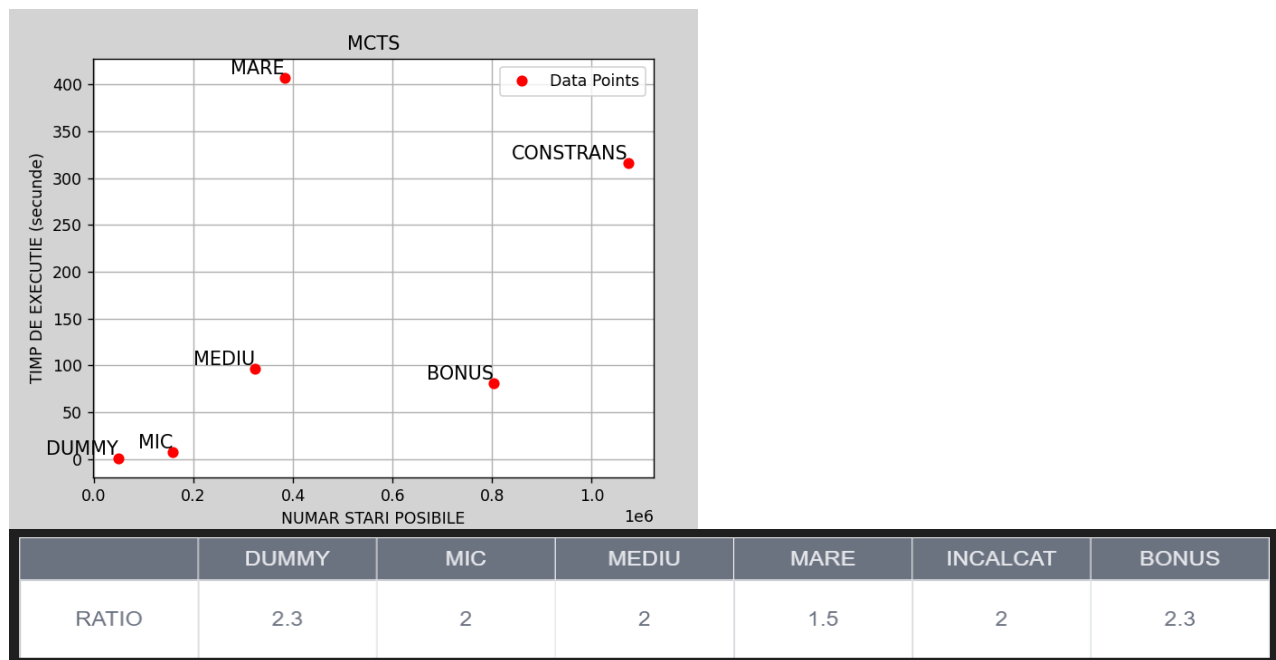 MCTS
MARE
Data Points
400
350
CONSTRANS
300
250
200
150
MEDIU
100
BONUS
50
MIC
DUMMY
0
TIMP DE EXECUTIE (secunde)
0.0 0.2 0.4 0.6 0.8 1.0
NUMAR STARI POSIBILE
1e6
DUMMY MIC MEDIU MARE INCALCAT BONUS
RATIO 2.3 2 2 1.5 2 2.3